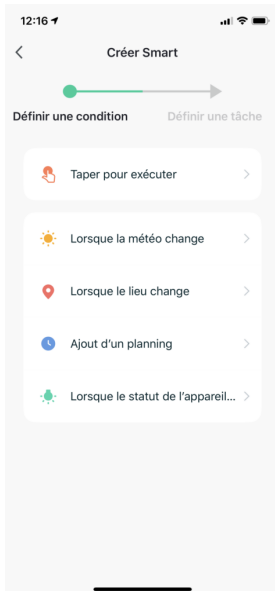 12:16
Créer Smart
Définir une condition Définir une tâche
Taper pour exécuter
Lorsque la météo change
Lorsque le lieu change
Ajout d'un planning
Lorsque le statut de l'appareil...